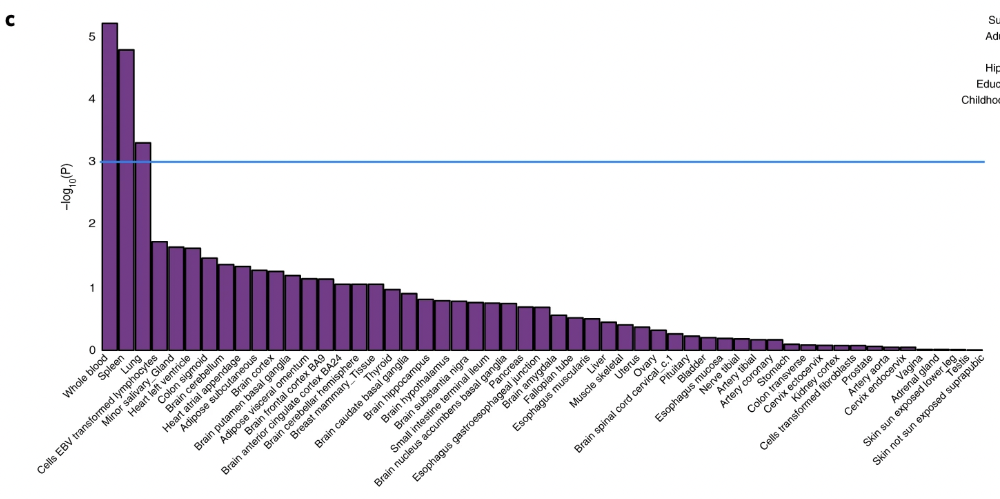 c
5
4
3
2
1
0
–log10(P)
Whole blood
Spleen
Lung
Cells EBV transformed lymphocytes
Minor salivary_Gland
Heart left ventricle
Colon sigmoid
Brain cerebellum
Heart atrial appendage
Adipose subcutaneous
Brain cortex
Brain putamen basal ganglia
Adipose visceral omentum
Brain frontal cortex BA9
Brain anterior cingulate cortex BA24
Brain cerebellar hemisphere
Breast mammary_Tissue
Thyroid
Brain caudate basal ganglia
Brain hippocampus
Brain hypothalamus
Brain substantia nigra
Small intestine terminal ileum
Brain nucleus accumbens basal ganglia
Pancreas
Esophagus gastroesophageal junction
Brain amygdala
Fallopian tube
Esophagus muscularis
Liver
Muscle skeletal
Uterus
Ovary
Brain spinal cord cervical_c.1
Pituitary
Bladder
Esophagus mucosa
Nerve tibial
Artery tibial
Artery coronary
Stomach
Colon transverse
Cervix ectocervix
Kidney cortex
Cells transformed fibroblasts
Prostate
Artery aorta
Cervix endocervix
Vagina
Adrenal gland
Skin sun exposed lower leg
Testis
Skin not sun exposed suprapubic
Su
Adu
Hip
Educ
Childhoo